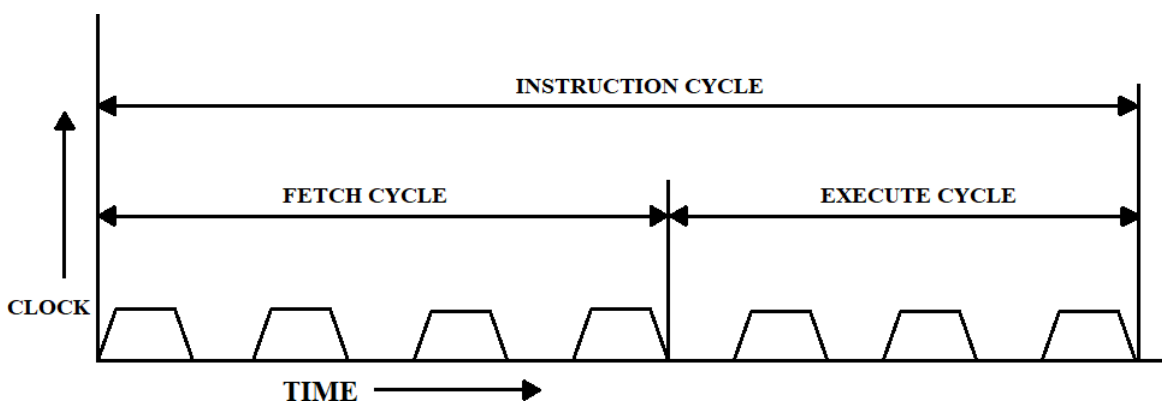 INSTRUCTION CYCLE
FETCH CYCLE
EXECUTE CYCLE
CLOCK
TIME